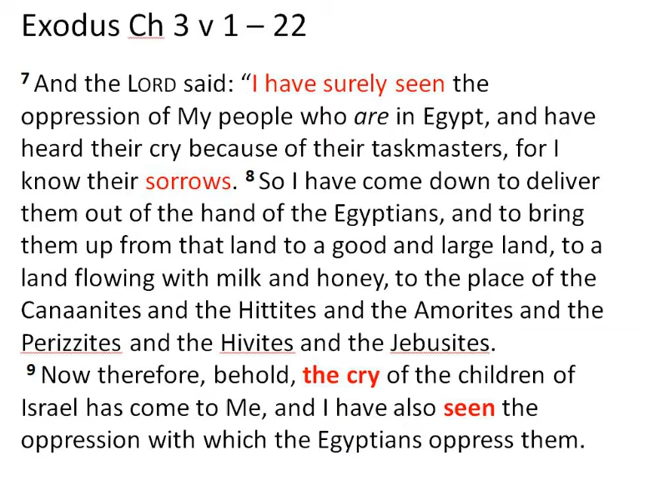 Exodus Ch 3 v 1 – 22
7 And the LORD said: “I have surely seen the
oppression of My people who are in Egypt, and have
heard their cry because of their taskmasters, for I
know their sorrows. 8 So I have come down to deliver
them out of the hand of the Egyptians, and to bring
them up from that land to a good and large land, to a
land flowing with milk and honey, to the place of the
Canaanites and the Hittites and the Amorites and the
Perizzites and the Hivites and the Jebusites.
9 Now therefore, behold, the cry of the children of
Israel has come to Me, and I have also seen the
oppression with which the Egyptians oppress them.